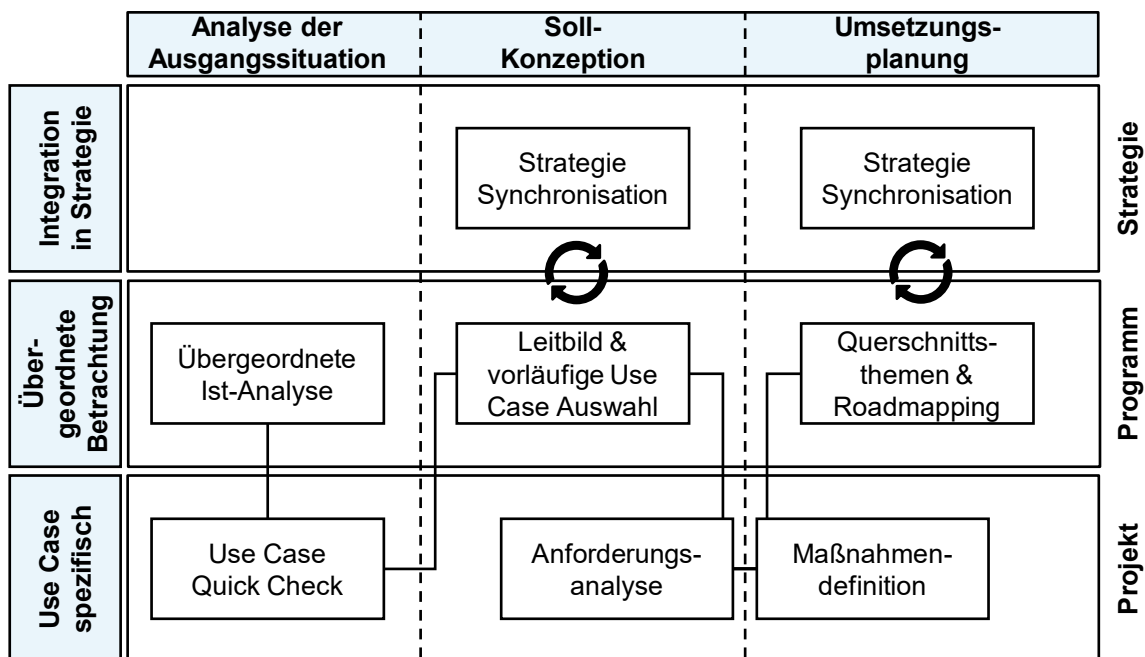 Analyse der
Ausgangssituation
Soll-
Konzeption
Umsetzungs-
planung
Integration
in Strategie
Strategie
Synchronisation
Strategie
Synchronisation
Strategie
Über-
geordnete
Betrachtung
Übergeordnete
Ist-Analyse
Leitbild &
vorläufige Use
Case Auswahl
Querschnitts-
themen &
Roadmapping
Programm
Use Case
spezifisch
Use Case
Quick Check
Anforderungs-
analyse
Maßnahmen-
definition
Projekt